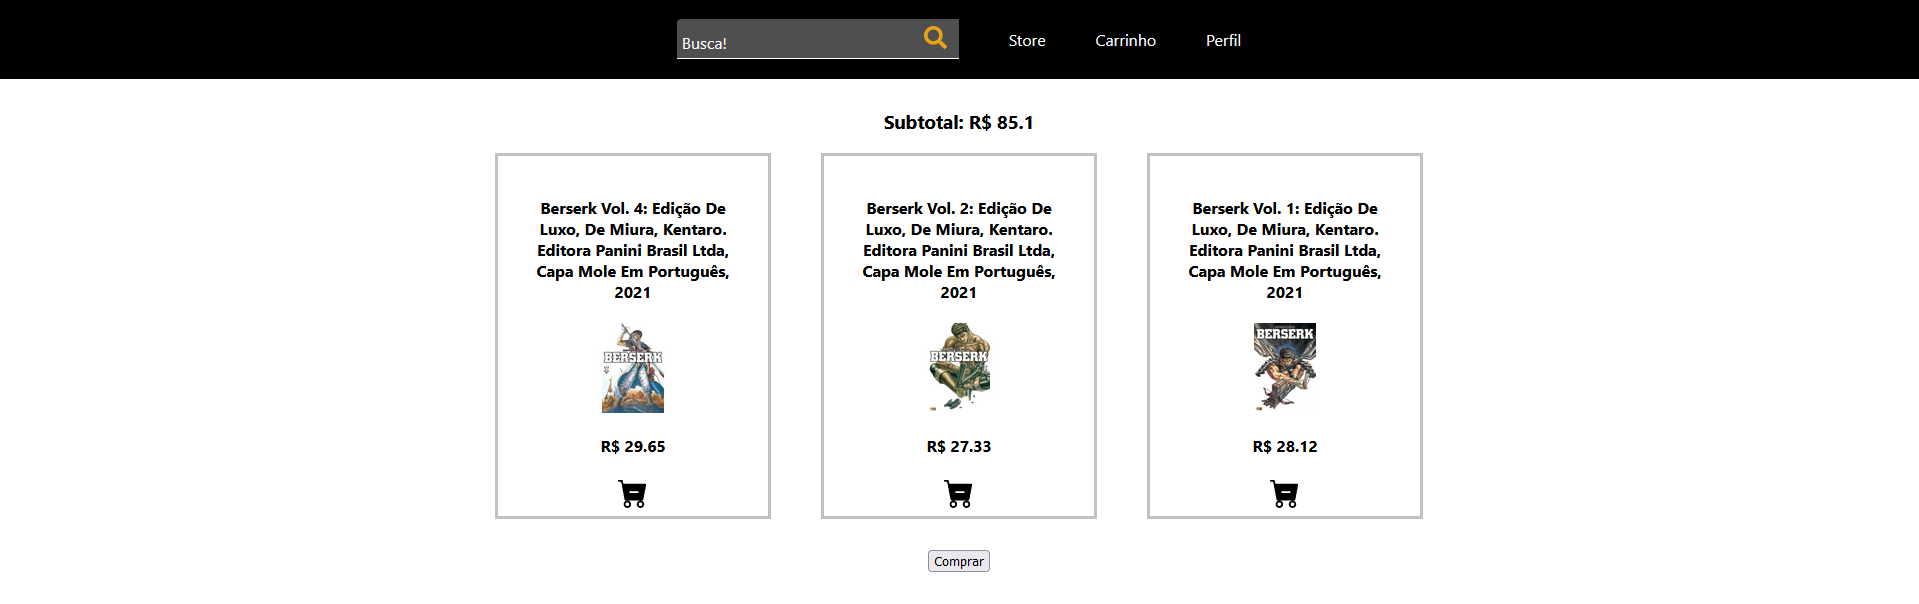 Busca!
Store
Carrinho
Perfil
Subtotal: R$ 85.1
Berserk Vol. 4: Edição De
Luxo, De Miura, Kentaro.
Editora Panini Brasil Ltda,
Capa Mole Em Português,
2021
BERSERK
R$ 29.65
Berserk Vol. 2: Edição De
Luxo, De Miura, Kentaro.
Editora Panini Brasil Ltda,
Capa Mole Em Português,
2021
BERSERK
R$ 27.33
Berserk Vol. 1: Edição De
Luxo, De Miura, Kentaro.
Editora Panini Brasil Ltda,
Capa Mole Em Português,
2021
BERSERK
R$ 28.12
Comprar